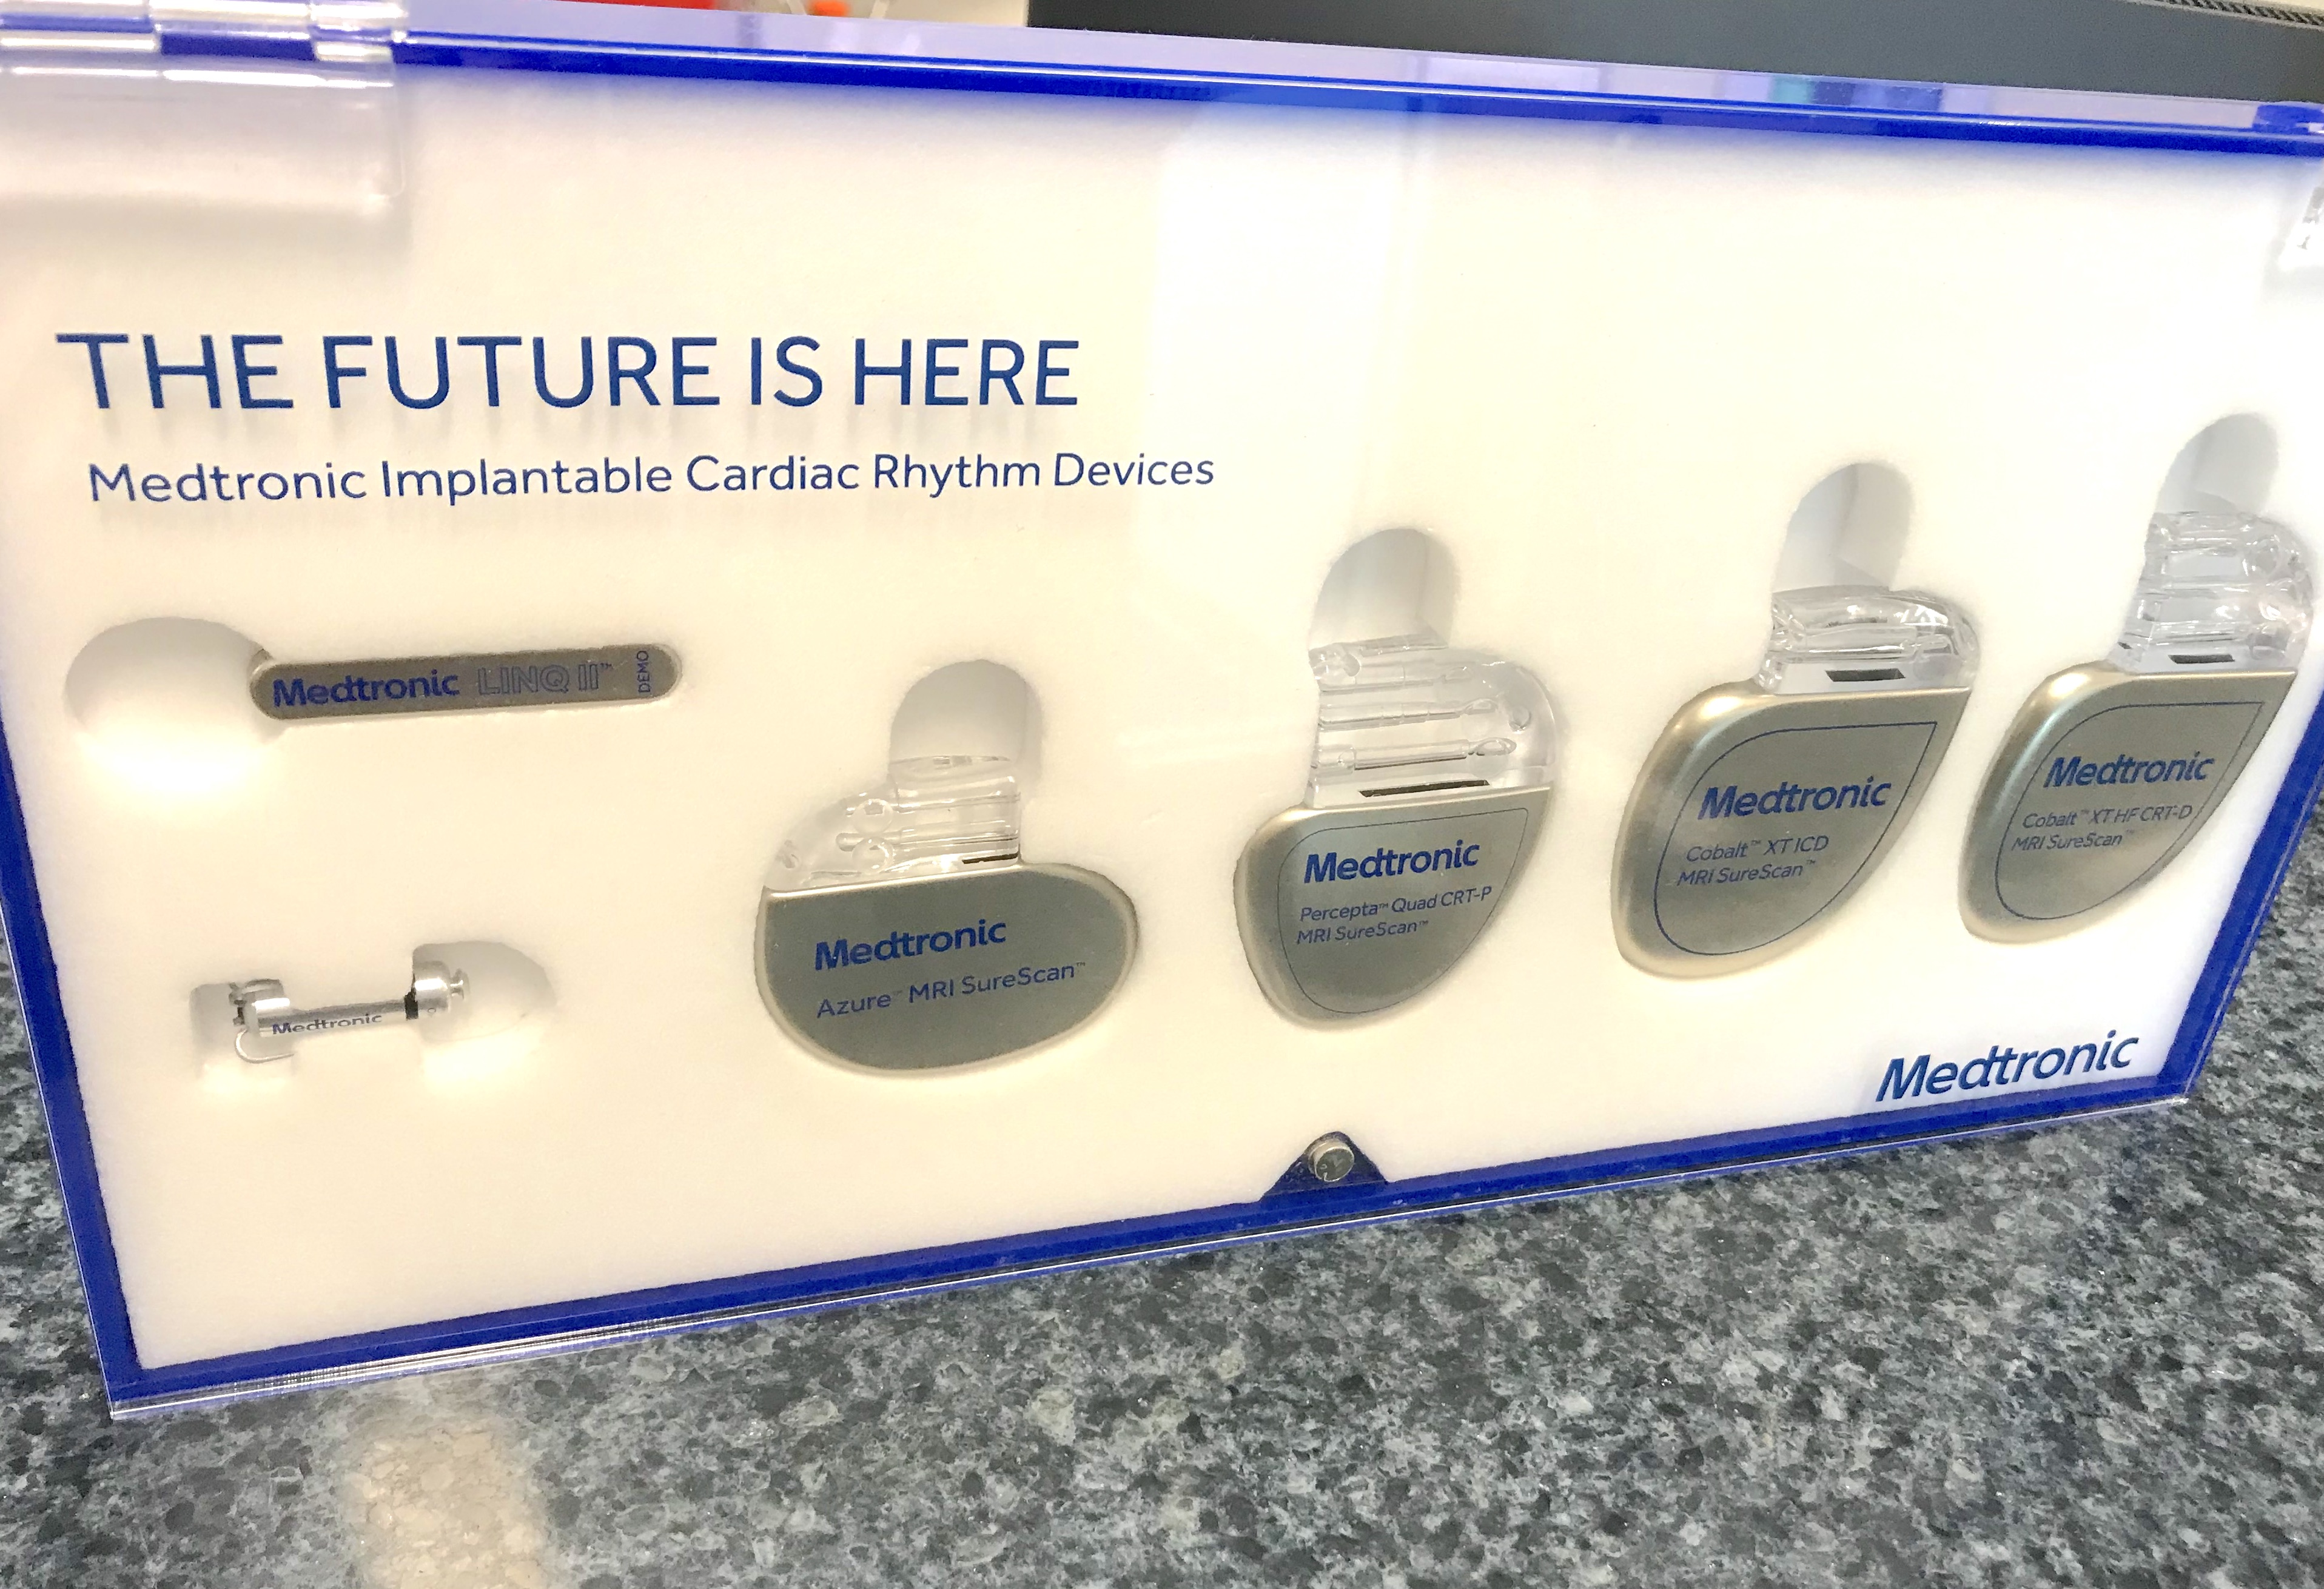 THE FUTURE IS HERE
Medtronic Implantable Cardiac Rhythm Devices
Medtronic LINQ II™ DEMO
Medtronic
Medtronic
Azure™ MRI SureScan™
Medtronic
Percepta™ Quad CRT-P
MRI SureScan™
Medtronic
Cobalt™ XT ICD
MRI SureScan™
Medtronic
Cobalt™ XT HF CRT-D
MRI SureScan™
Medtronic